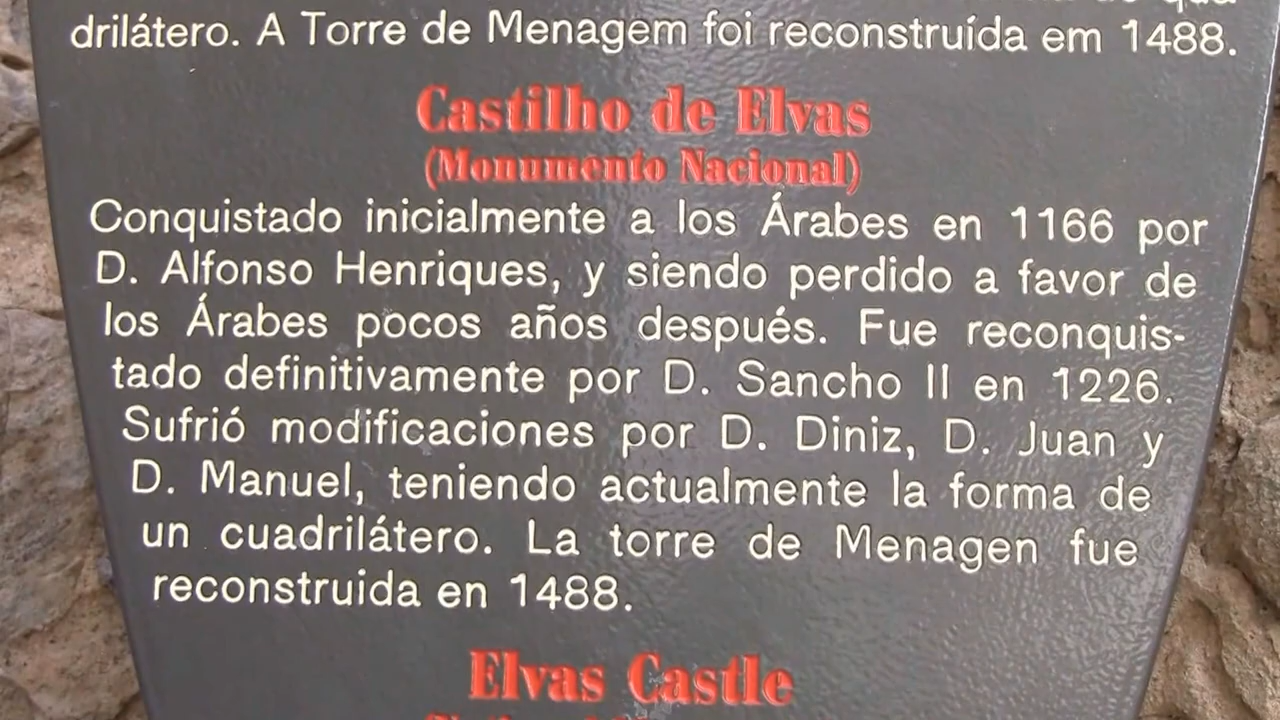 drilátero. A Torre de Menagem foi reconstruída em 1488.
Castilho de Elvas
(Monumento Nacional)
Conquistado inicialmente a los Árabes en 1166 por
D. Alfonso Henriques, y siendo perdido a favor de
los Árabes pocos años después. Fue reconquis-
tado definitivamente por D. Sancho II en 1226.
Sufrió modificaciones por D. Diniz, D. Juan y
D. Manuel, teniendo actualmente la forma de
un cuadrilátero. La torre de Menagen fue
reconstruida en 1488.
Elvas Castle